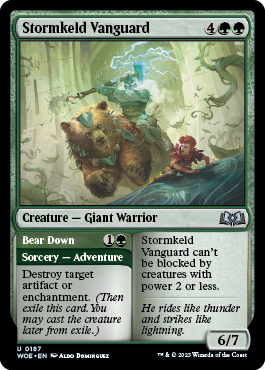 Stormkeld Vanguard 4
Creature — Giant Warrior
Bear Down 1
Sorcery — Adventure
Destroy target
artifact or
enchantment. (Then
exile this card. You
may cast the creature
later from exile.)
Stormkeld
Vanguard can't
be blocked by
creatures with
power 2 or less.
He rides like thunder
and strikes like
lightning.
6/7
U 0187
WOE • EN Aldo Dominguez
™ & © 2023 Wizards of the Coast